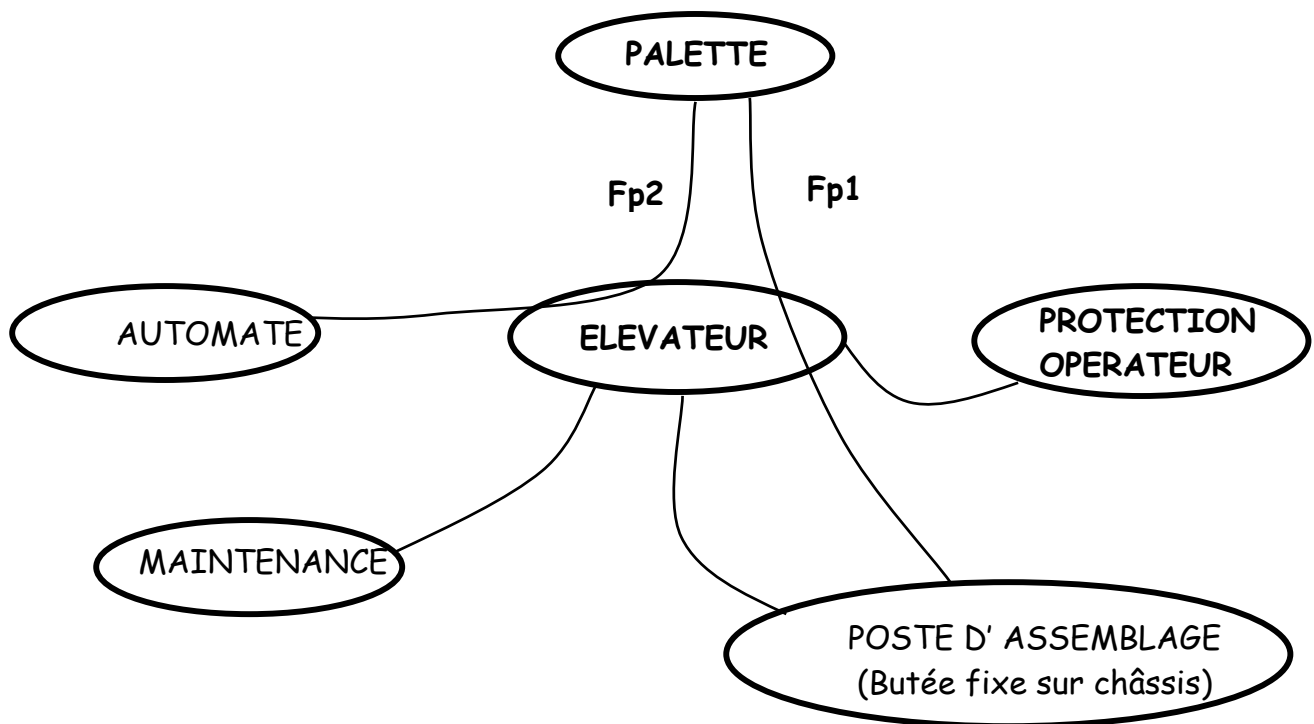 PALETTE
Fp2
Fp1
AUTOMATE
ELEVATEUR
PROTECTION
OPERATEUR
MAINTENANCE
POSTE D' ASSEMBLAGE
(Butée fixe sur châssis)